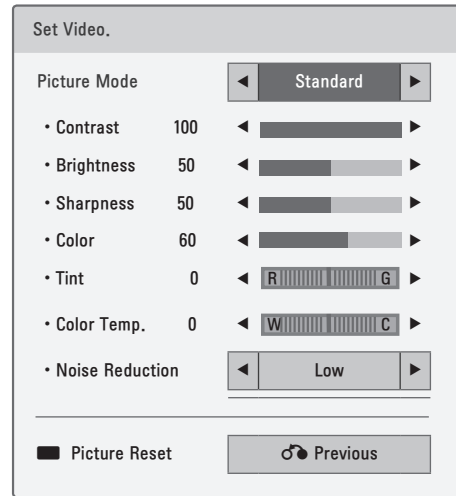 Set Video.
Picture Mode ◀ Standard ▶
• Contrast 100 ◀ ▶
• Brightness 50 ◀ ▶
• Sharpness 50 ◀ ▶
• Color 60 ◀ ▶
• Tint 0 ◀ R G ▶
• Color Temp. 0 ◀ W C ▶
• Noise Reduction ◀ Low ▶
Picture Reset Previous